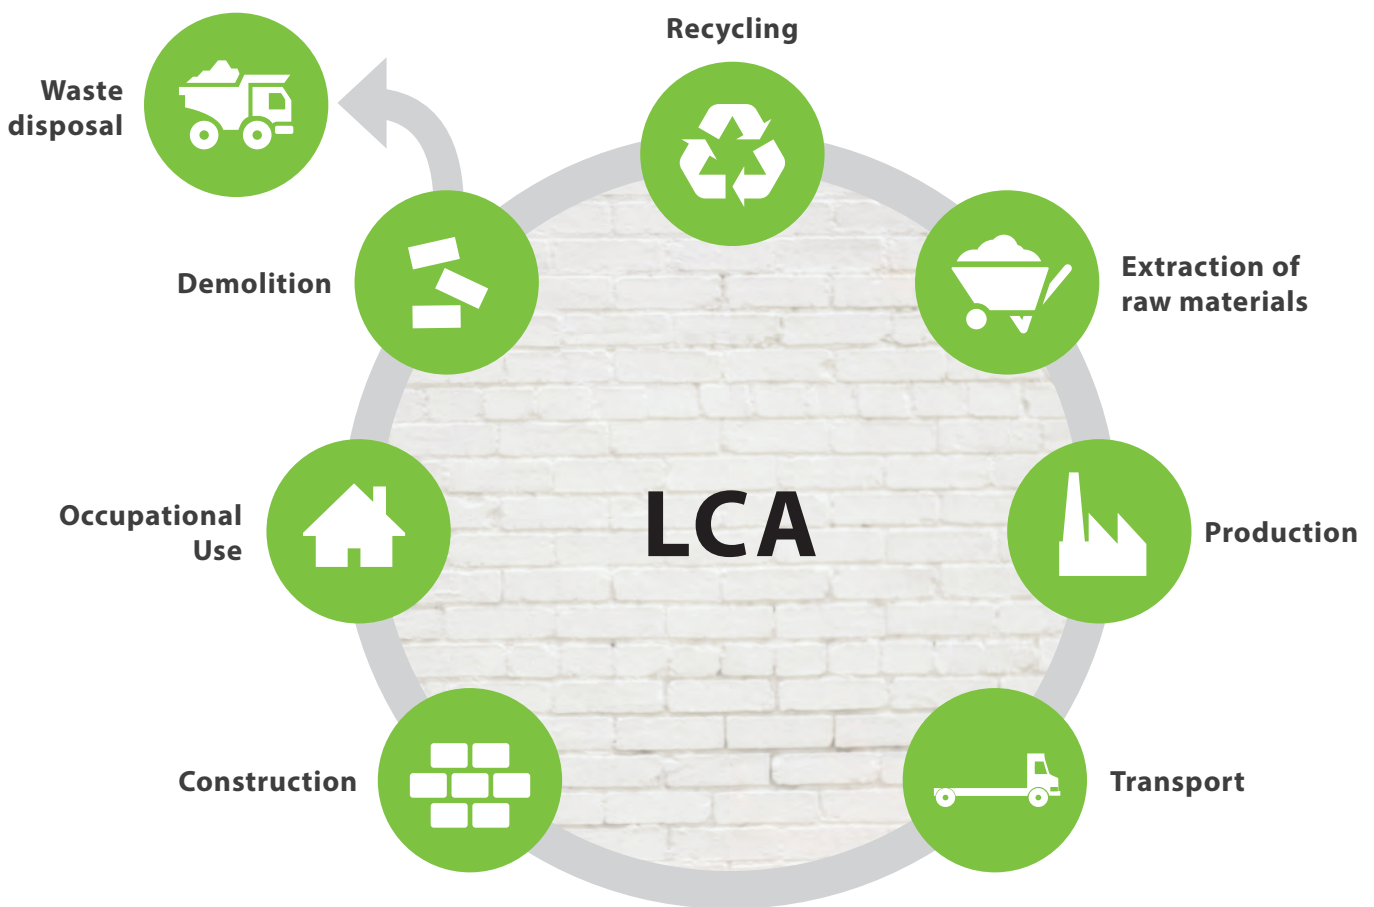 Recycling
Waste
disposal
Extraction of
raw materials
Demolition
LCA
Occupational
Use
Production
Construction
Transport